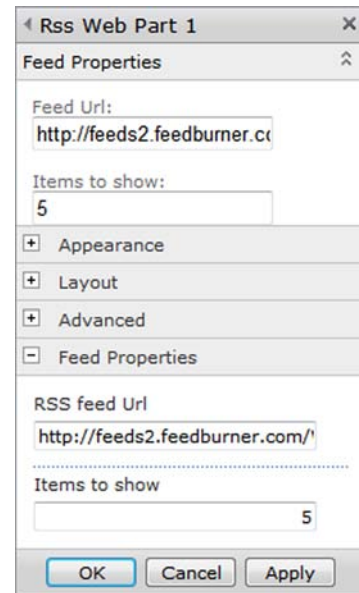 Rss Web Part 1
Feed Properties
Feed Url:
http://feeds2.feedburner.co
Items to show:
5
Appearance
Layout
Advanced
Feed Properties
RSS feed Url
http://feeds2.feedburner.com/
Items to show
5
OK Cancel Apply